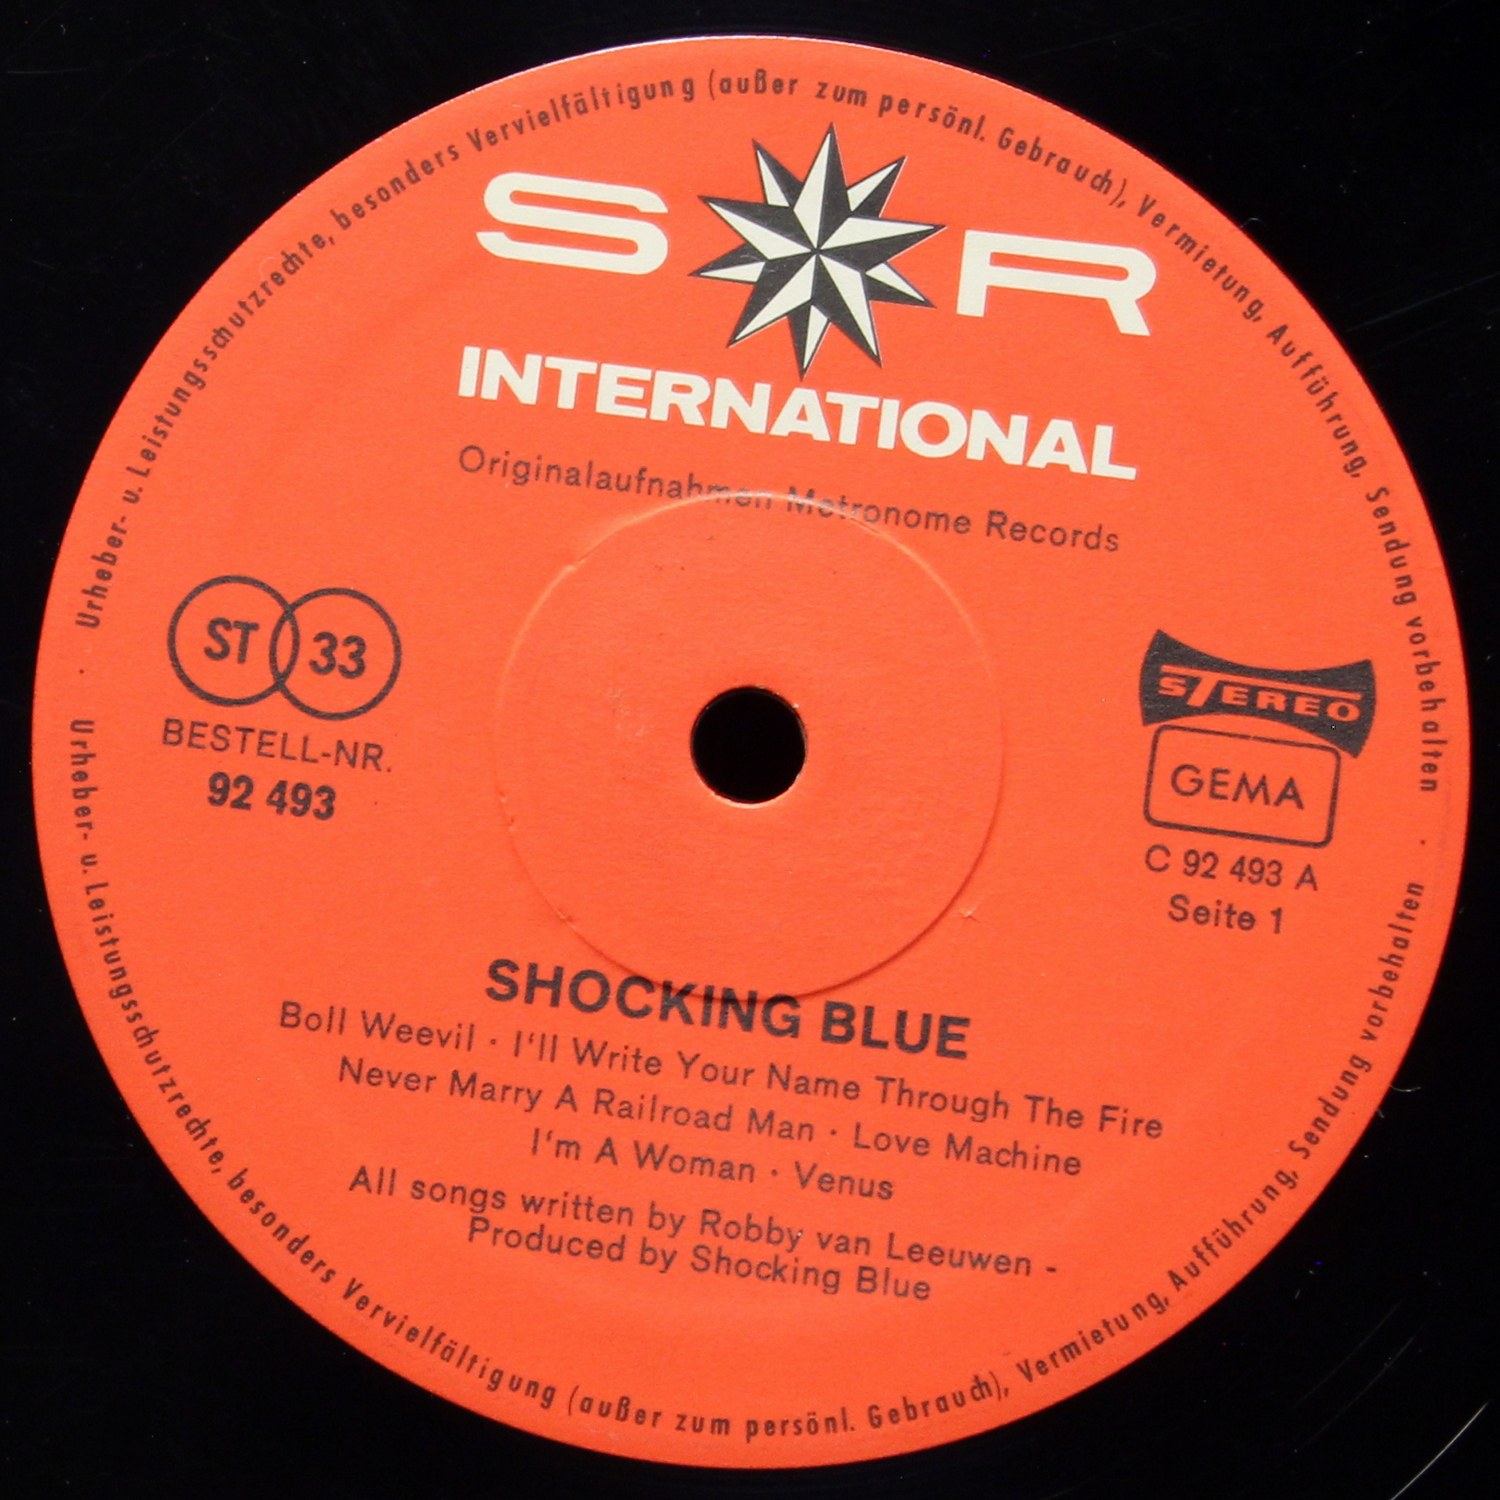 Urheber- u. Leistungsschutzrechte, besonders Vervielfältigung (außer zum persönl. Gebrauch), Vermietung, Aufführung, Sendung vorbehalten ·
S R
INTERNATIONAL
Originalaufnahmen Metronome Records
ST 33
BESTELL-NR.
92 493
STEREO
GEMA
C 92 493 A
Seite 1
SHOCKING BLUE
Boll Weevil · I'll Write Your Name Through The Fire
Never Marry A Railroad Man · Love Machine
I'm A Woman · Venus
All songs written by Robby van Leeuwen -
Produced by Shocking Blue
Urheber- u. Leistungsschutzrechte, besonders Vervielfältigung (außer zum persönl. Gebrauch), Vermietung, Aufführung, Sendung vorbehalten ·